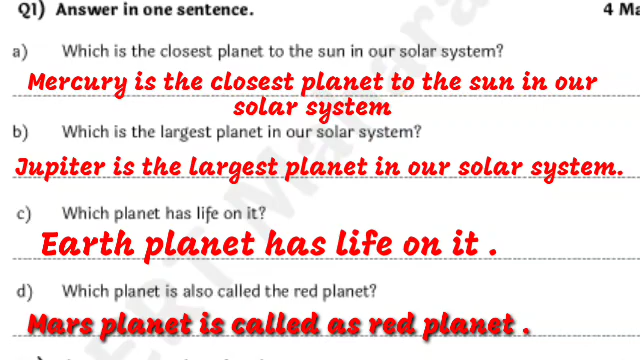 Q1) Answer in one sentence. 4 Ma
a) Which is the closest planet to the sun in our solar system?
Mercury is the closest planet to the sun in our
solar system
b) Which is the largest planet in our solar system?
Jupiter is the largest planet in our solar system.
c) Which planet has life on it?
Earth planet has life on it .
d) Which planet is also called the red planet?
Mars planet is called as red planet .